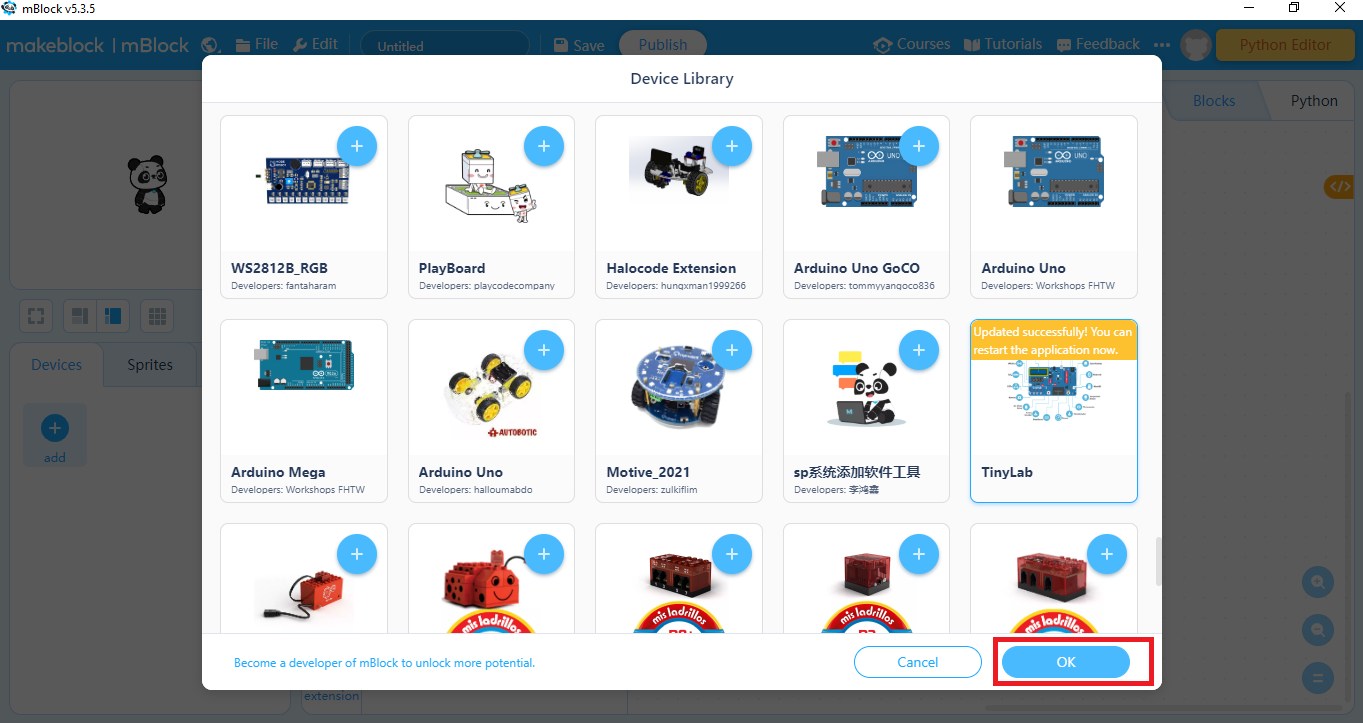 mBlock v5.3.5
makeblock | mBlock File Edit Untitled Save Publish Courses Tutorials Feedback Python Editor
Device Library
Blocks Python
WS2812B_RGB
Developers: fantaharam
PlayBoard
Developers: playcodecompany
Halocode Extension
Developers: hungxman1999266
Arduino Uno GoCO
Developers: tommyyangoco836
Arduino Uno
Developers: Workshops FHTW
UNO
UNO
Devices Sprites
add
Arduino Mega
Developers: Workshops FHTW
AUTOBOTIC
Arduino Uno
Developers: halloumabdo
Motive_2021
Developers: zulkiflim
sp系统添加软件工具
Developers: 李鸿鑫
Updated successfully! You can
restart the application now.
TinyLab
mis ladrillos
mis ladrillos
mis ladrillos
mis ladrillos
Become a developer of mBlock to unlock more potential.
Cancel
OK
extension